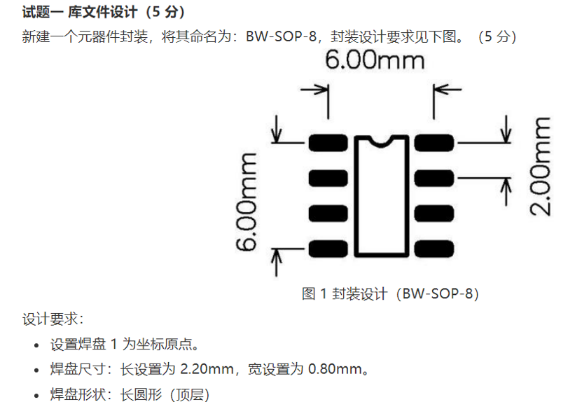 试题一 库文件设计（5 分）
新建一个元器件封装，将其命名为：BW-SOP-8，封装设计要求见下图。（5 分）
6.00mm
6.00mm
2.00mm
图 1 封装设计（BW-SOP-8）
设计要求：
• 设置焊盘 1 为坐标原点。
• 焊盘尺寸：长设置为 2.20mm，宽设置为 0.80mm。
• 焊盘形状：长圆形（顶层）